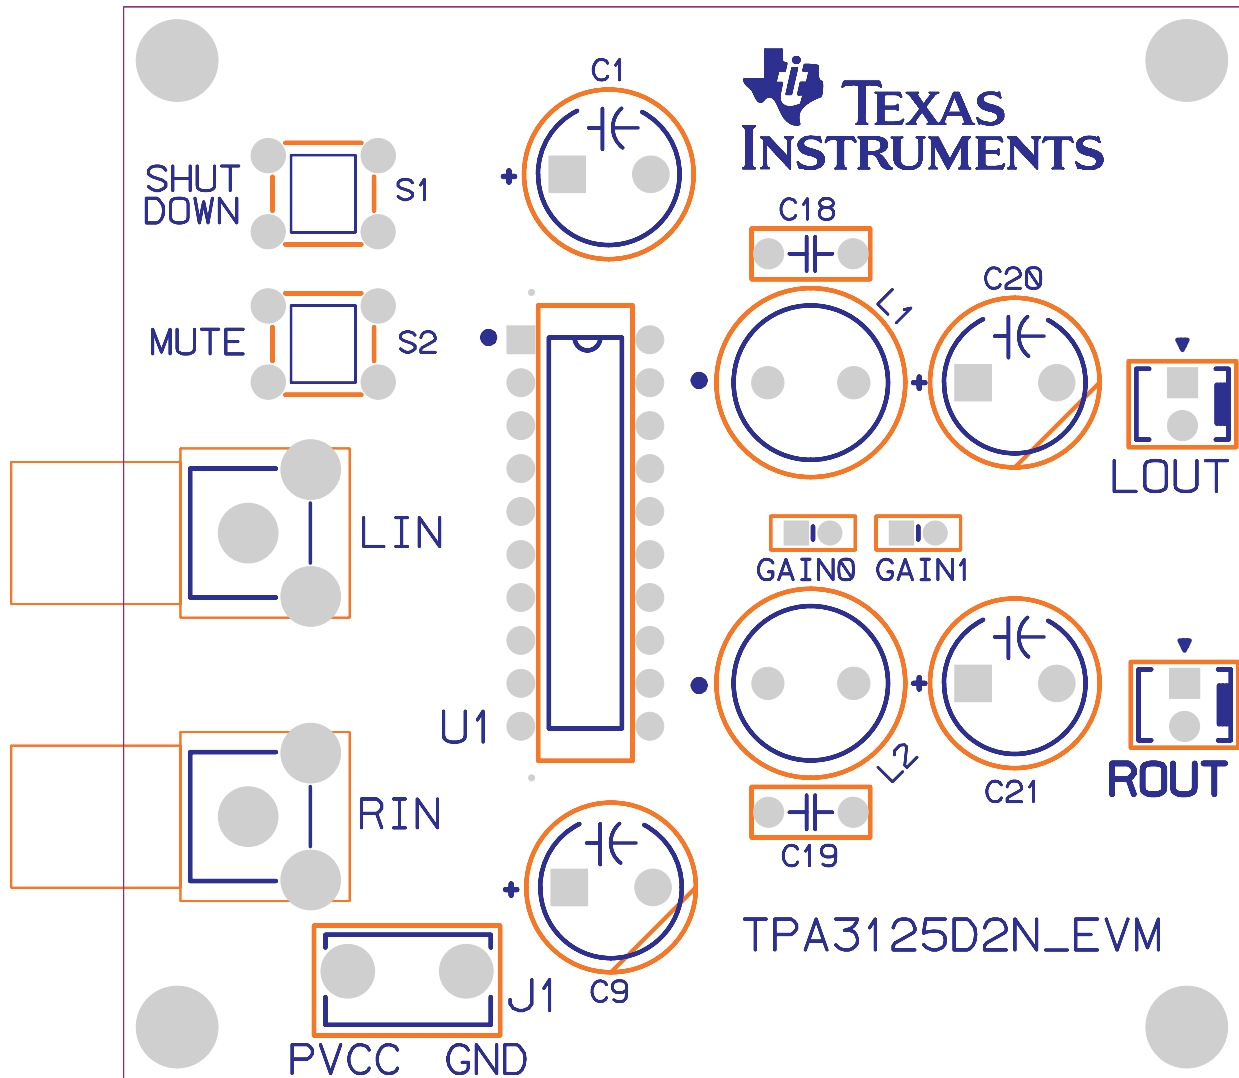 C1
TEXAS
INSTRUMENTS
SHUT
DOWN
S1
C18
L1
C20
MUTE
S2
LOUT
LIN
GAIN0
GAIN1
U1
L2
ROUT
C21
RIN
C19
TPA3125D2N_EVM
C9
J1
PVCC
GND